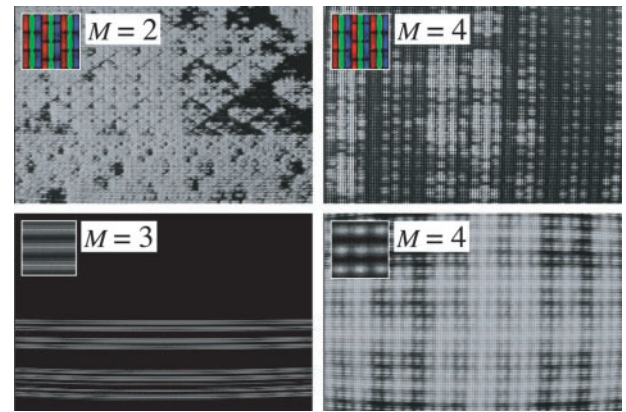 M = 2
M = 4
M = 3
M = 4